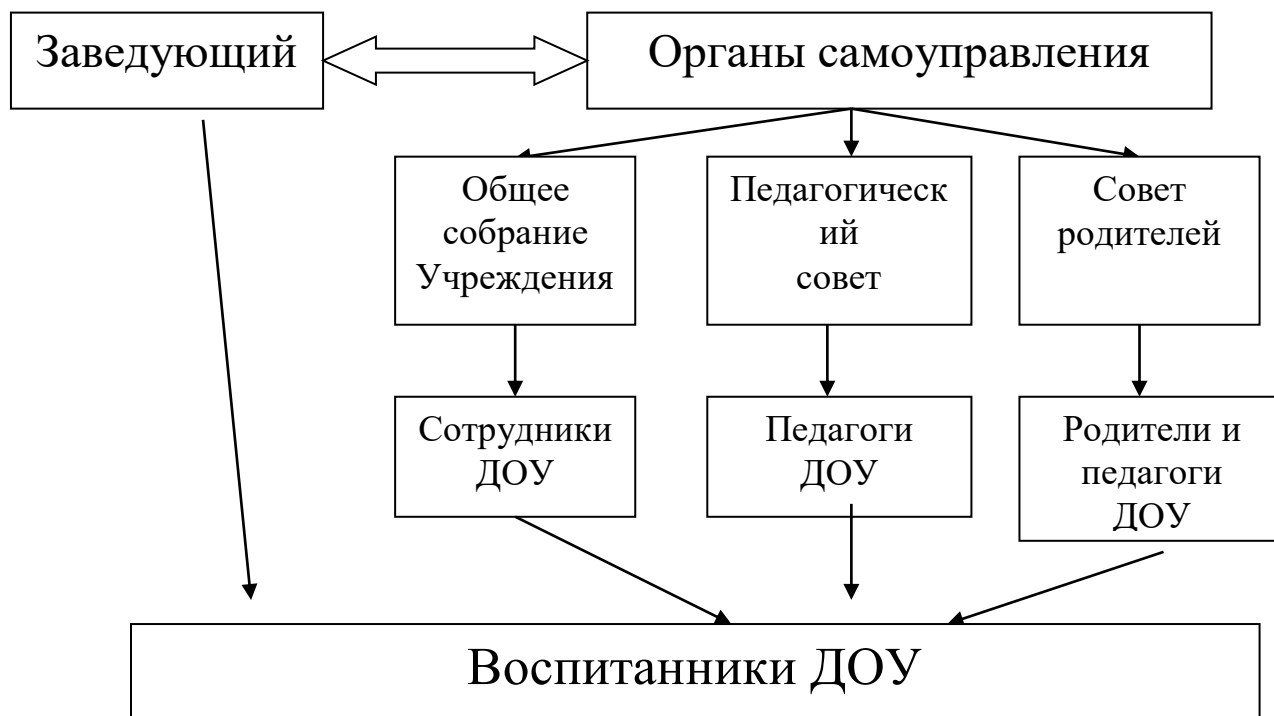 Заведующий
Органы самоуправления
Общее
собрание
Учреждения
Педагогическ
ий
совет
Совет
родителей
Сотрудники
ДОУ
Педагоги
ДОУ
Родители и
педагоги
ДОУ
Воспитанники ДОУ